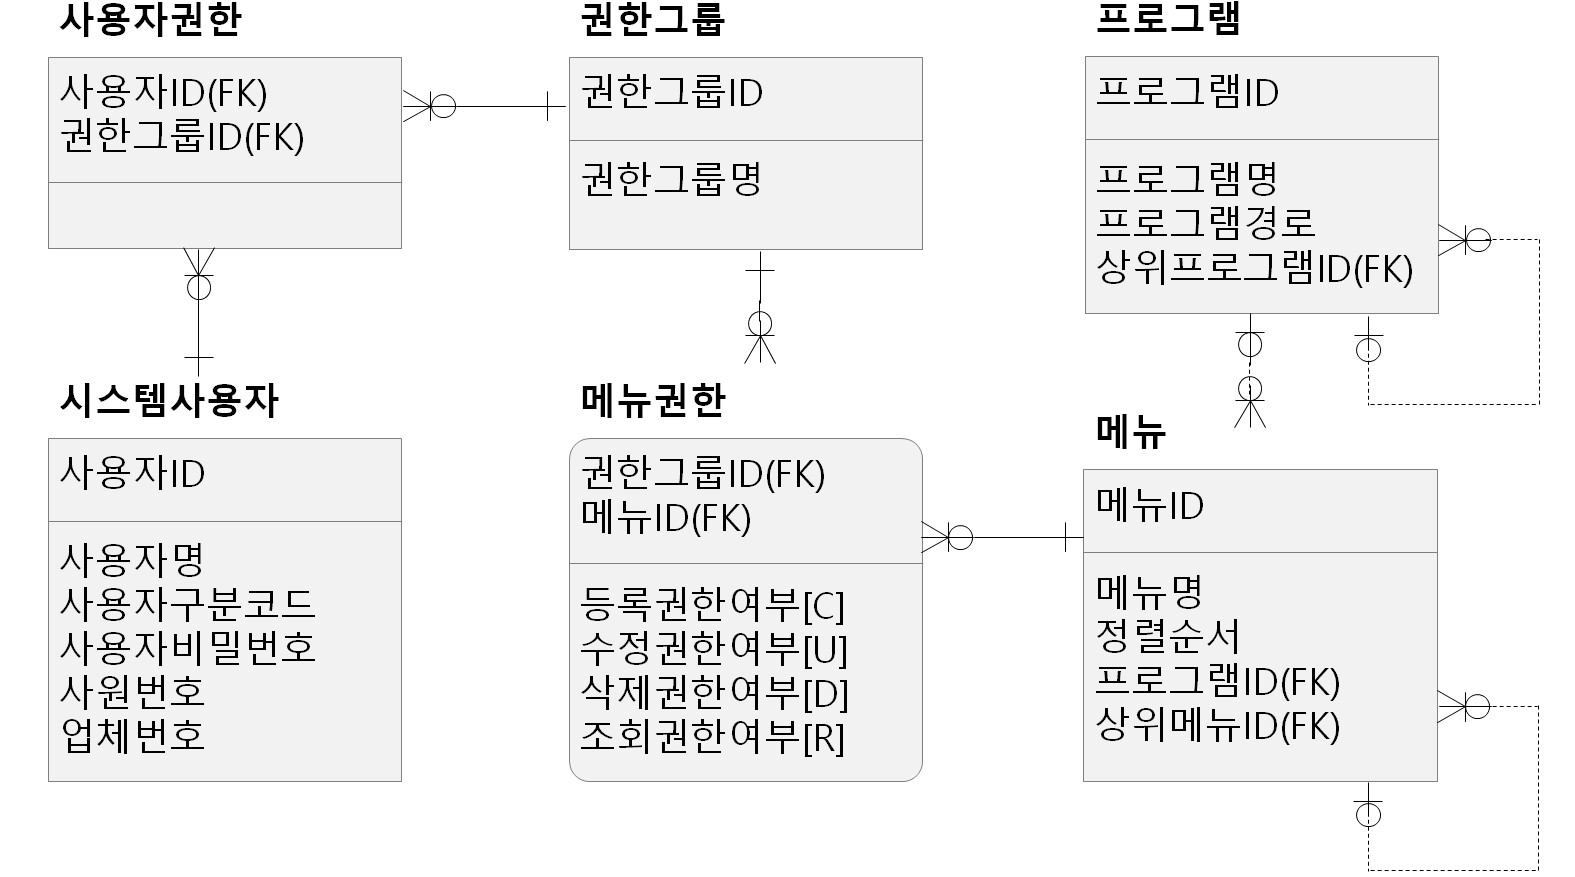 사용자권한
사용자ID(FK)
권한그룹ID(FK)
권한그룹
권한그룹ID
권한그룹명
프로그램
프로그램ID
프로그램명
프로그램경로
상위프로그램ID(FK)
시스템사용자
사용자ID
사용자명
사용자구분코드
사용자비밀번호
사원번호
업체번호
메뉴권한
권한그룹ID(FK)
메뉴ID(FK)
등록권한여부[C]
수정권한여부[U]
삭제권한여부[D]
조회권한여부[R]
메뉴
메뉴ID
메뉴명
정렬순서
프로그램ID(FK)
상위메뉴ID(FK)